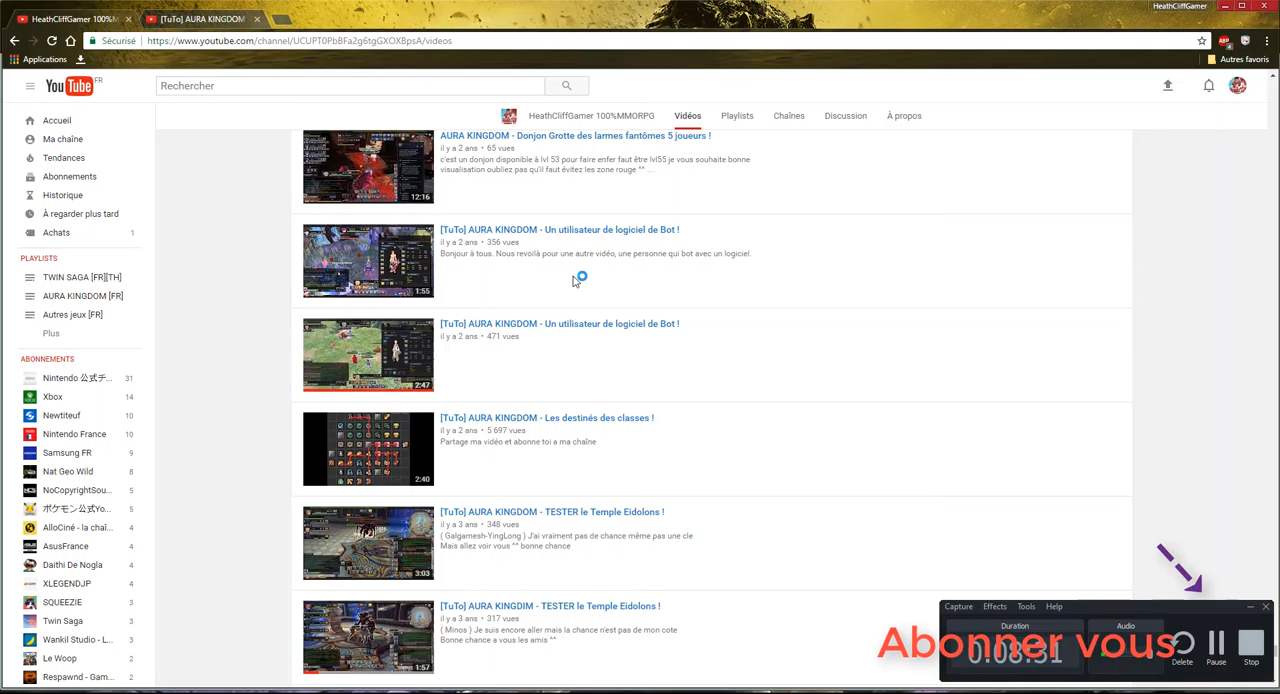 HeathCliffGamer
HeathCliffGamer 100%M
[TuTo] AURA KINGDOM
Sécurisé
https://www.youtube.com/channel/UCUPT0PbBFa2g6tgGXOXBpsA/videos
Applications
Autres favoris
YouTube FR
Rechercher
HeathCliffGamer 100%MMORPG Vidéos Playlists Chaînes Discussion À propos
Accueil
Ma chaîne
Tendances
Abonnements
Historique
À regarder plus tard
Achats 1
PLAYLISTS
TWIN SAGA [FR][TH]
AURA KINGDOM [FR]
Autres jeux [FR]
Plus
ABONNEMENTS
Nintendo 公式チ... 31
Xbox 14
Newtiteuf 10
Nintendo France 10
Samsung FR 9
Nat Geo Wild 8
NoCopyrightSou... 5
ポケモン公式Yo... 5
AlloCiné - la chaî... 4
AsusFrance 4
Daithi De Nogla 4
XLEGENDJP 4
SQUEEZIE 3
Twin Saga 3
Wankil Studio - L... 3
Le Woop 2
Respawnd - Gam... 2
AURA KINGDOM - Donjon Grotte des larmes fantômes 5 joueurs !
il y a 2 ans • 65 vues
c'est un donjon disponible à lvl 53 pour faire enfer faut être lvl55 je vous souhaite bonne
visualisation oubliez pas qu'il faut évitez les zone rouge ^^ ...
12:16
[TuTo] AURA KINGDOM - Un utilisateur de logiciel de Bot !
il y a 2 ans • 356 vues
Bonjour à tous. Nous revoilà pour une autre vidéo, une personne qui bot avec un logiciel.
1:55
[TuTo] AURA KINGDOM - Un utilisateur de logiciel de Bot !
il y a 2 ans • 471 vues
2:47
[TuTo] AURA KINGDOM - Les destinés des classes !
il y a 2 ans • 5 697 vues
Partage ma vidéo et abonne toi a ma chaîne
2:40
[TuTo] AURA KINGDOM - TESTER le Temple Eidolons !
il y a 3 ans • 348 vues
( Galgamesh-YingLong ) J'ai vraiment pas de chance même pas une cle
Mais allez voir vous ^^ bonne chance
3:03
[TuTo] AURA KINGDIM - TESTER le Temple Eidolons !
il y a 3 ans • 317 vues
( Minos ) Je suis encore aller mais la chance n'est pas de mon cote
Bonne chance a vous les amis ^^
1:57
Capture Effects Tools Help
Duration Audio
0:08:31
Abonner vous
Delete Pause Stop